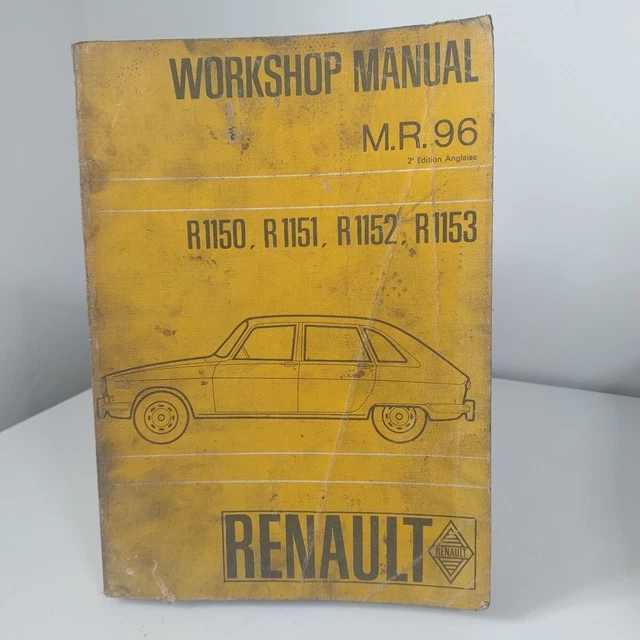 WORKSHOP MANUAL
M.R. 96
2ᵉ Edition Anglaise
R1150, R1151, R1152, R1153
RENAULT
RENAULT